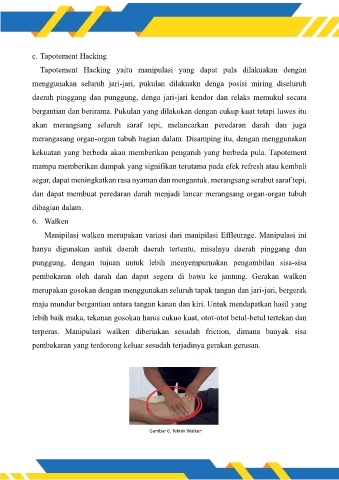 c. Tapotement Hacking
Tapotement Hacking yaitu manipulasi yang dapat pula dilakuakan dengan
menggunakan seluruh jari-jari, pukulan dilakuakn denga posisi miring diseluruh
daerah pinggang dan punggung, denga jari-jari kendor dan relaks memukul secara
bergantian dan berirama. Pukulan yang dilakukan dengan cukup kuat tetapi luwes itu
akan merangsang seluruh saraf tepi, melancarkan peredaran darah dan juga
merangasang organ-organ tubuh bagian dalam. Disamping itu, dengan menggunakan
kekuatan yang berbeda akan memberikan pengaruh yang berbeda pula. Tapotement
mampu memberikan dampak yang signifikan terutama pada efek refresh atau kembali
segar, dapat meningkatkan rasa nyaman dan mengantuk. merangsang serabut saraf tepi,
dan dapat membuat peredaran darah menjadi lancar merangsang organ-organ tubuh
dibagian dalam.
6. Walken
Manipilasi walken merupakan variasi dari manipilasi Effleurage. Manipulasi ini
hanya digunakan untuk daerah daerah tertentu, misalnya daerah pinggang dan
punggung, dengan tujuan untuk lebih menyempurnakan pengambilan sisa-sisa
pembakaran oleh darah dan dapat segera di bawa ke jantung. Gerakan walken
merupakan gosokan dengan menggunakan seluruh tapak tangan dan jari-jari, bergerak
maju mundur bergantian antara tangan kanan dan kiri. Untuk mendapatkan hasil yang
lebih baik maka, tekanan gosokan harus cukuo kuat, otot-otot betul-betul tertekan dan
terperas. Manipulasi walken diberiakan sesudah friction, dimana banyak sisa
pembakaran yang terdorong keluar sesudah terjadinya gerakan gerusan.
Gambar 6. Teknik Walken